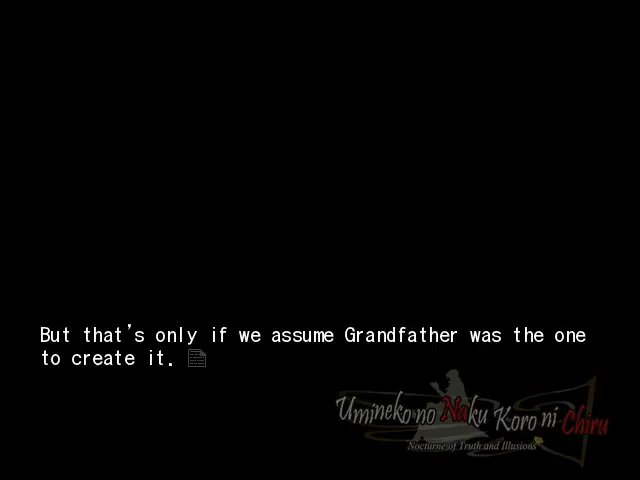 But that's only if we assume Grandfather was the one
to create it.
Umineko no Naku Koro ni Chiru
Nocturne of Truth and Illusions